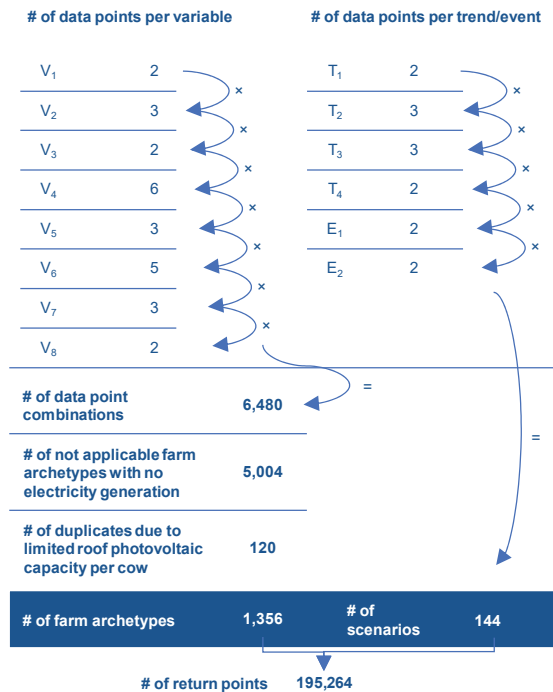 # of data points per variable
# of data points per trend/event
V₁ 2
×
V₂ 3
×
V₃ 2
×
V₄ 6
×
V₅ 3
×
V₆ 5
×
V₇ 3
×
V₈ 2
T₁ 2
×
T₂ 3
×
T₃ 3
×
T₄ 2
×
E₁ 2
×
E₂ 2
# of data point
combinations
6,480
=
=
# of not applicable farm
archetypes with no
electricity generation
5,004
# of duplicates due to
limited roof photovoltaic
capacity per cow
120
# of farm archetypes 1,356
# of
scenarios
144
# of return points 195,264